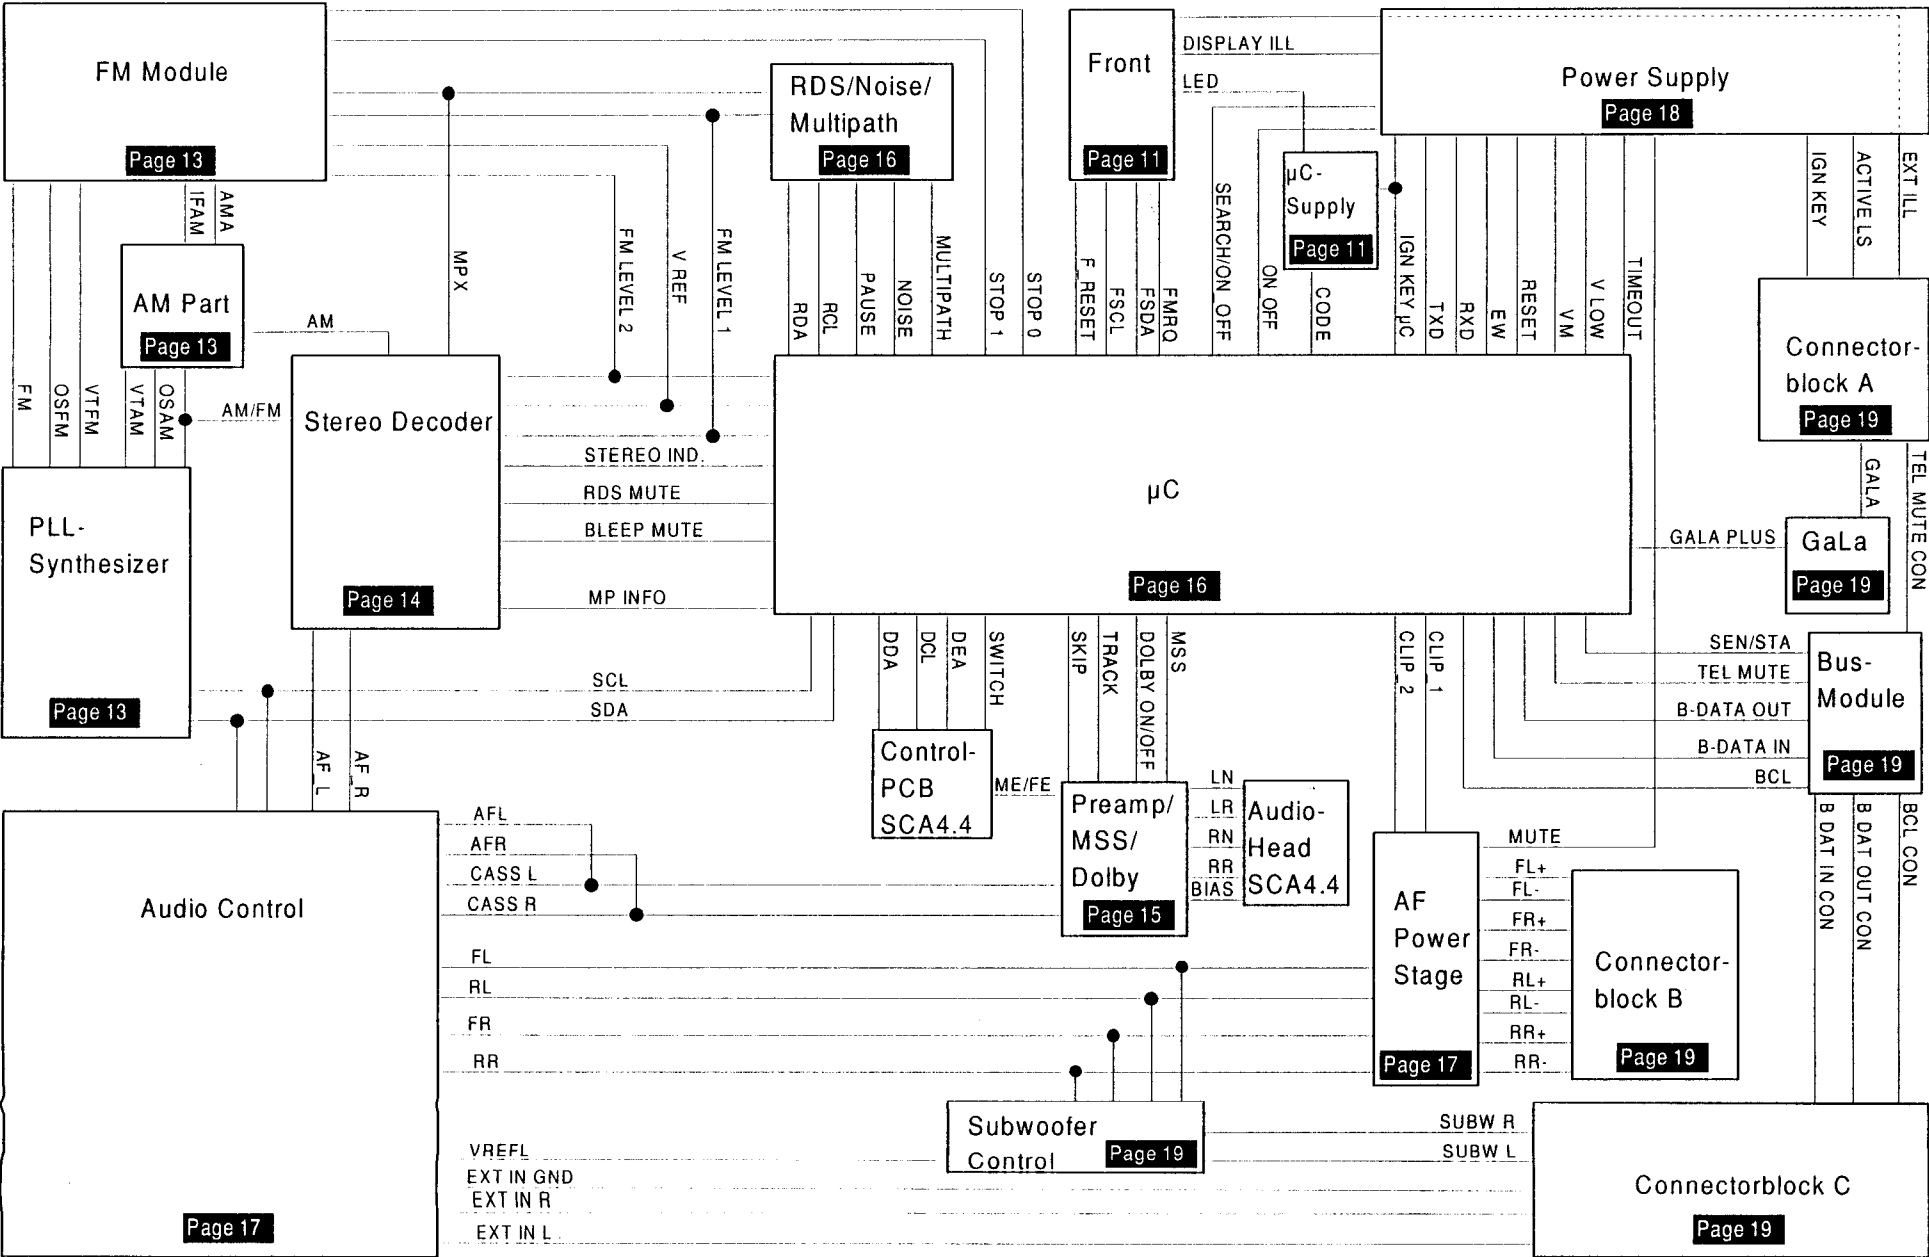 FM Module
Page 13
RDS/Noise/
Multipath
Page 16
Front
Page 11
DISPLAY ILL
LED
Power Supply
Page 18
µC-
Supply
Page 11
IFAM
AMA
AM Part
Page 13
AM
MPX
FM LEVEL 2
V REF
FM LEVEL 1
RDA
RCL
PAUSE
NOISE
MULTIPATH
STOP 1
STOP 0
F_RESET
FSCL
FSDA
FMRQ
SEARCH/ON_OFF
ON_OFF
CODE
IGN KEY µC
TXD
RXD
EW
RESET
VM
V LOW
TIMEOUT
IGN KEY
ACTIVE LS
EXT ILL
Connector-
block A
Page 19
FM
OSFM
VTFM
VTAM
OSAM
AM/FM
Stereo Decoder
Page 14
STEREO IND.
RDS MUTE
BLEEP MUTE
MP INFO
µC
Page 16
GALA
TEL MUTE CON
GALA PLUS
GaLa
Page 19
PLL-
Synthesizer
Page 13
SCL
SDA
AF_L
AF_R
DDA
DCL
DEA
SWITCH
SKIP
TRACK
DOLBY ON/OFF
MSS
CLIP_2
CLIP_1
SEN/STA
TEL MUTE
B-DATA OUT
B-DATA IN
BCL
Bus-
Module
Page 19
Control-
PCB
SCA4.4
ME/FE
Preamp/
MSS/
Dolby
Page 15
LN
LR
RN
RR
BIAS
Audio-
Head
SCA4.4
AFL
AFR
CASS L
CASS R
Audio Control
Page 17
FL
RL
FR
RR
AF
Power
Stage
Page 17
MUTE
FL+
FL-
FR+
FR-
RL+
RL-
RR+
RR-
Connector-
block B
Page 19
B DAT IN CON
B DAT OUT CON
BCL CON
Subwoofer
Control
Page 19
SUBW R
SUBW L
VREFL
EXT IN GND
EXT IN R
EXT IN L
Connectorblock C
Page 19